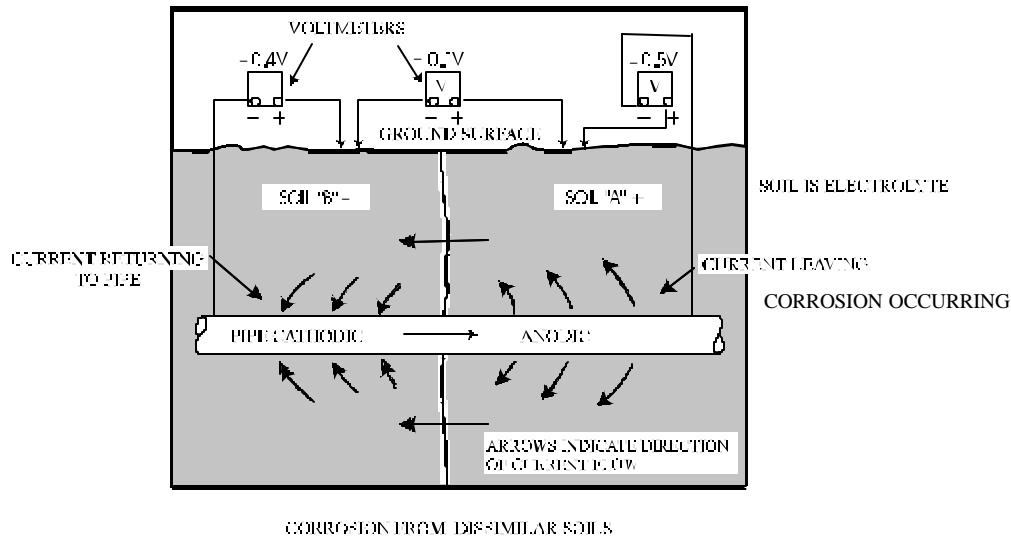 VOLTMETERS
- 0.4V
- 0.5V
V
V
- +
- +
- +
GROUND SURFACE
SOIL "B" -
SOIL "A" +
SOIL IS ELECTROLYTE
CURRENT RETURNING
TO PIPE
CURRENT LEAVING
CORROSION OCCURRING
PIPE CATHODIC
ANODIC
ARROWS INDICATE DIRECTION
OF CURRENT FLOW
CORROSION FROM DISSIMILAR SOILS